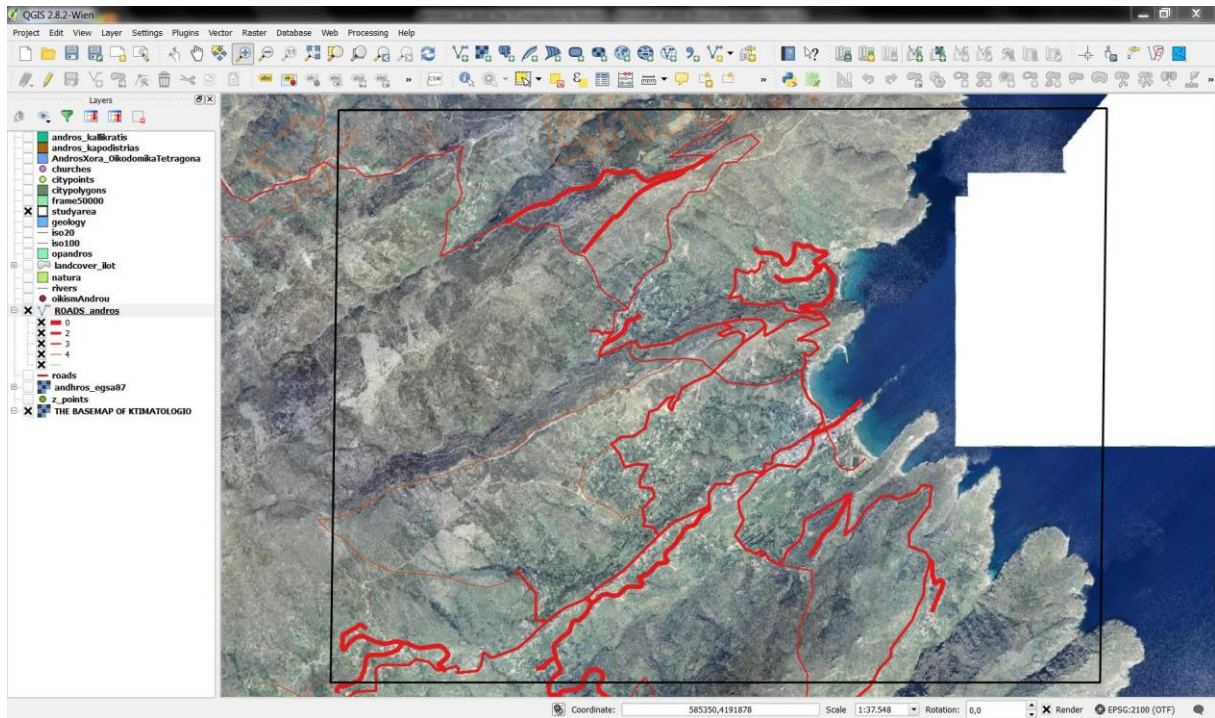 QGIS 2.8.2-Wien
Project Edit View Layer Settings Plugins Vector Raster Database Web Processing Help
CSW
Layers
andros_kallikratis
andros_kapodistrias
AndrosXora_OikodomikaTetragona
churches
citypoints
citypolygons
frame50000
studyarea
geology
iso20
iso100
opandros
landcover_ilot
natura
rivers
oikismAndrou
ROADS_andros
0
2
3
4
roads
andhros_egsa87
z_points
THE BASEMAP OF KTIMATOLOGIO
Coordinate: 585350,4191878 Scale 1:37.548 Rotation: 0,0 Render EPSG:2100 (OTF)